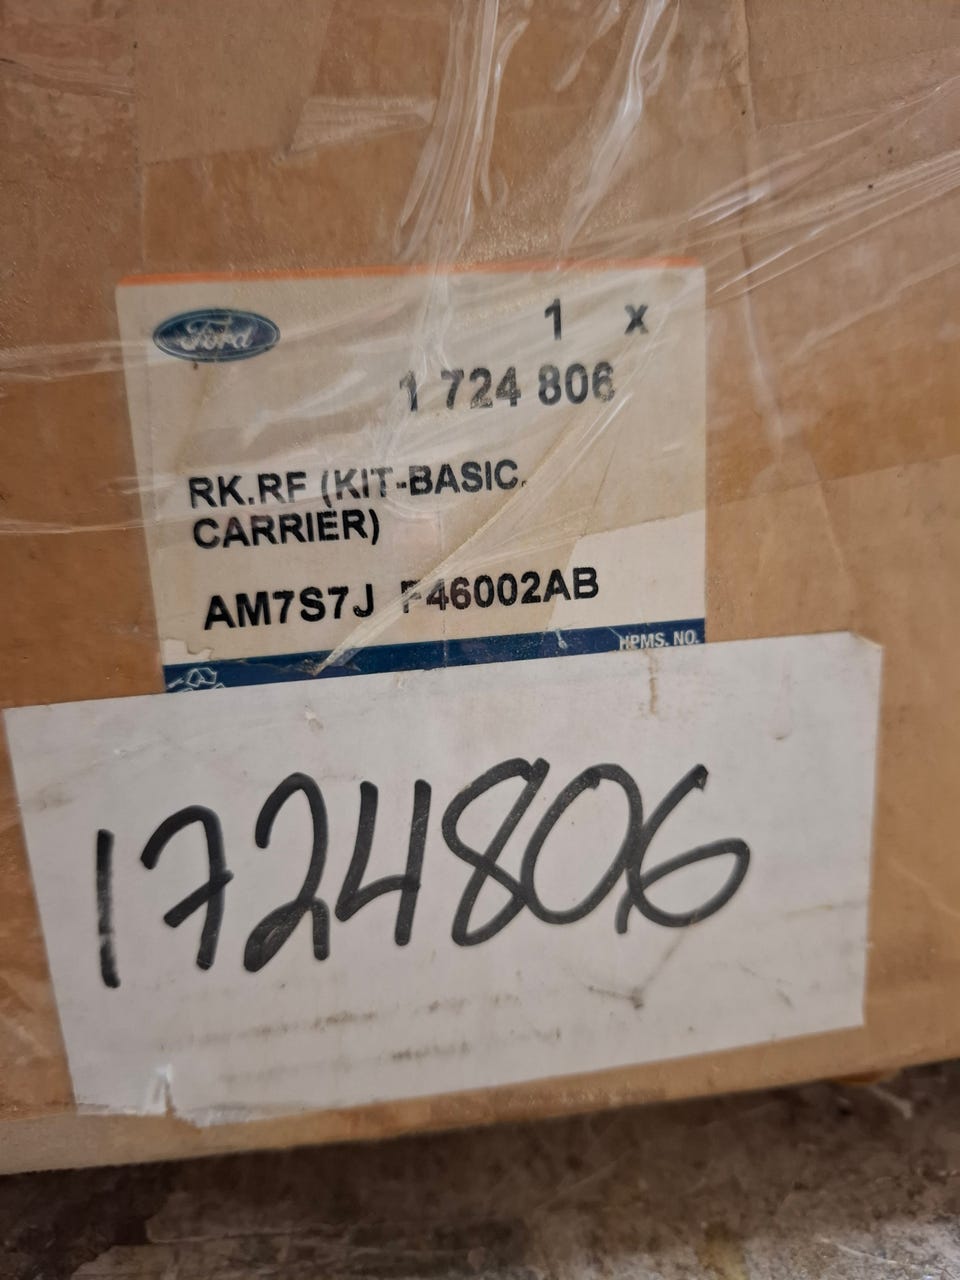 Ford
1 x
1 724 806
RK.RF (KIT-BASIC.
CARRIER)
AM7S7J F46002AB
HPMS. NO.
1724806